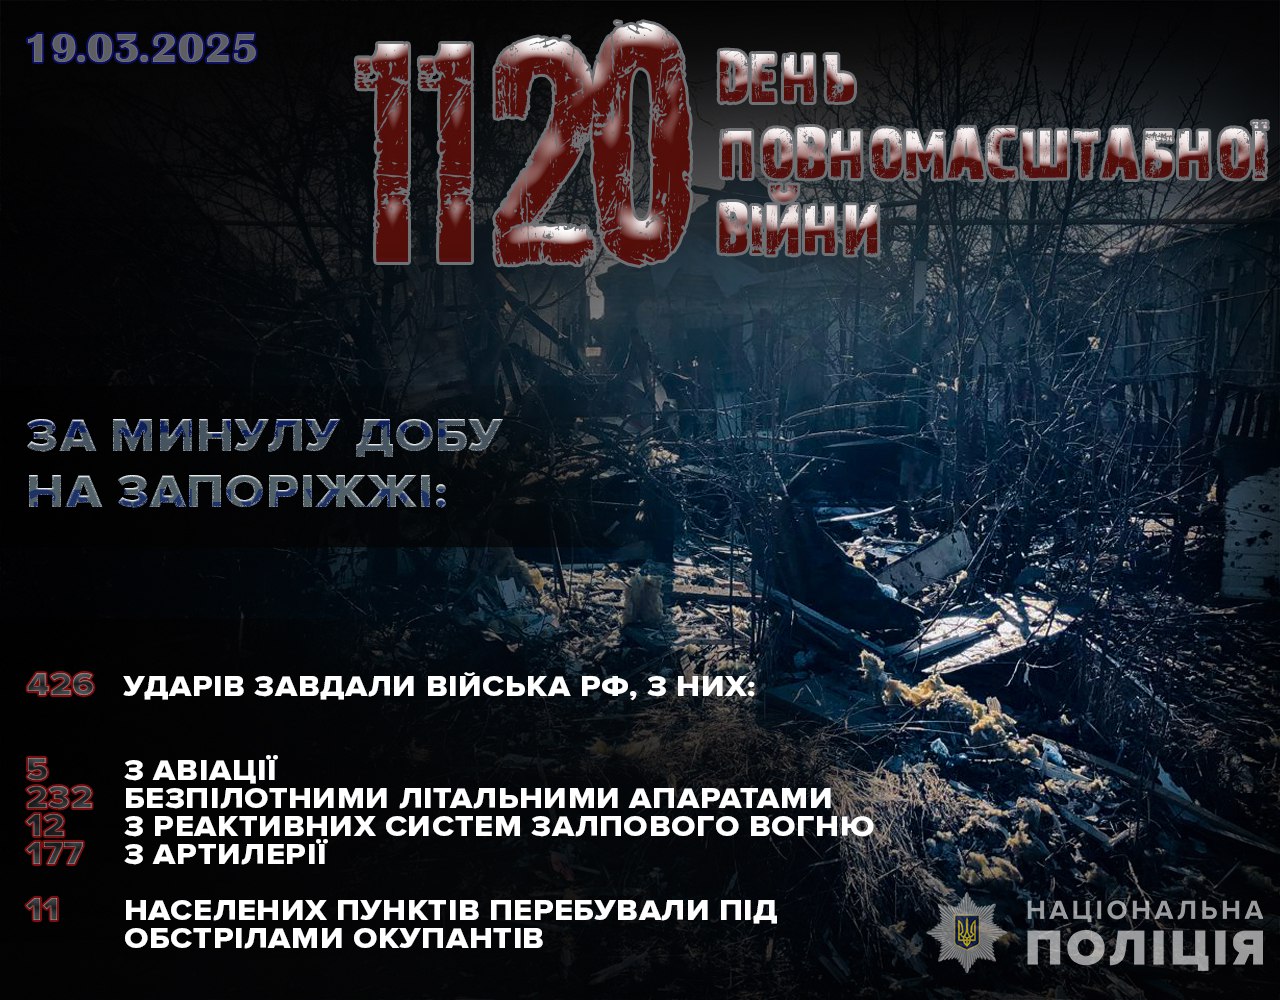 19.03.2025
1120
ДЕНЬ
ПОВНОМАСШТАБНОЇ
ВІЙНИ
ЗА МИНУЛУ ДОБУ
НА ЗАПОРІЖЖІ:
426 УДАРІВ ЗАВДАЛИ ВІЙСЬКА РФ, З НИХ:
5 З АВІАЦІЇ
232 БЕЗПІЛОТНИМИ ЛІТАЛЬНИМИ АПАРАТАМИ
12 З РЕАКТИВНИХ СИСТЕМ ЗАЛПОВОГО ВОГНЮ
177 З АРТИЛЕРІЇ
11 НАСЕЛЕНИХ ПУНКТІВ ПЕРЕБУВАЛИ ПІД
ОБСТРІЛАМИ ОКУПАНТІВ
НАЦІОНАЛЬНА
ПОЛІЦІЯ